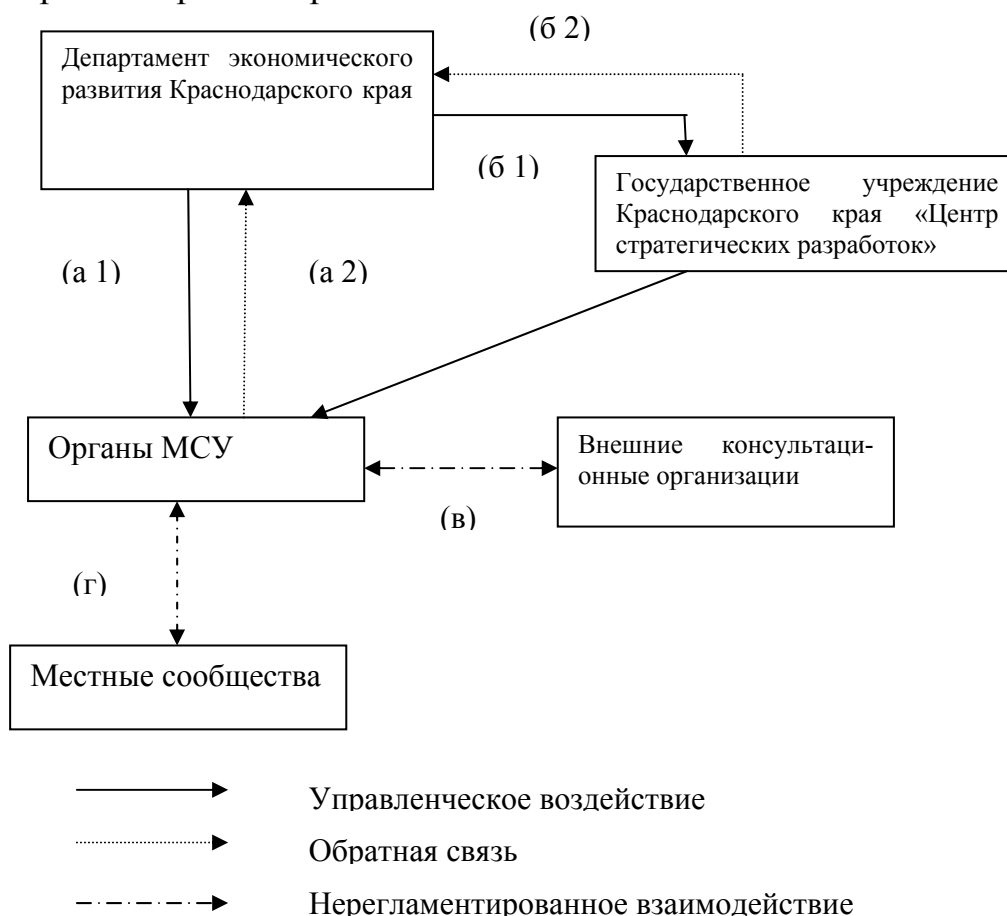 (б 2)
Департамент экономического
развития Краснодарского края
(б 1)
Государственное учреждение
Краснодарского края «Центр
стратегических разработок»
(а 1)
(а 2)
Органы МСУ
Внешние консультаци-
онные организации
(в)
(г)
Местные сообщества
Управленческое воздействие
Обратная связь
Нерегламентированное взаимодействие